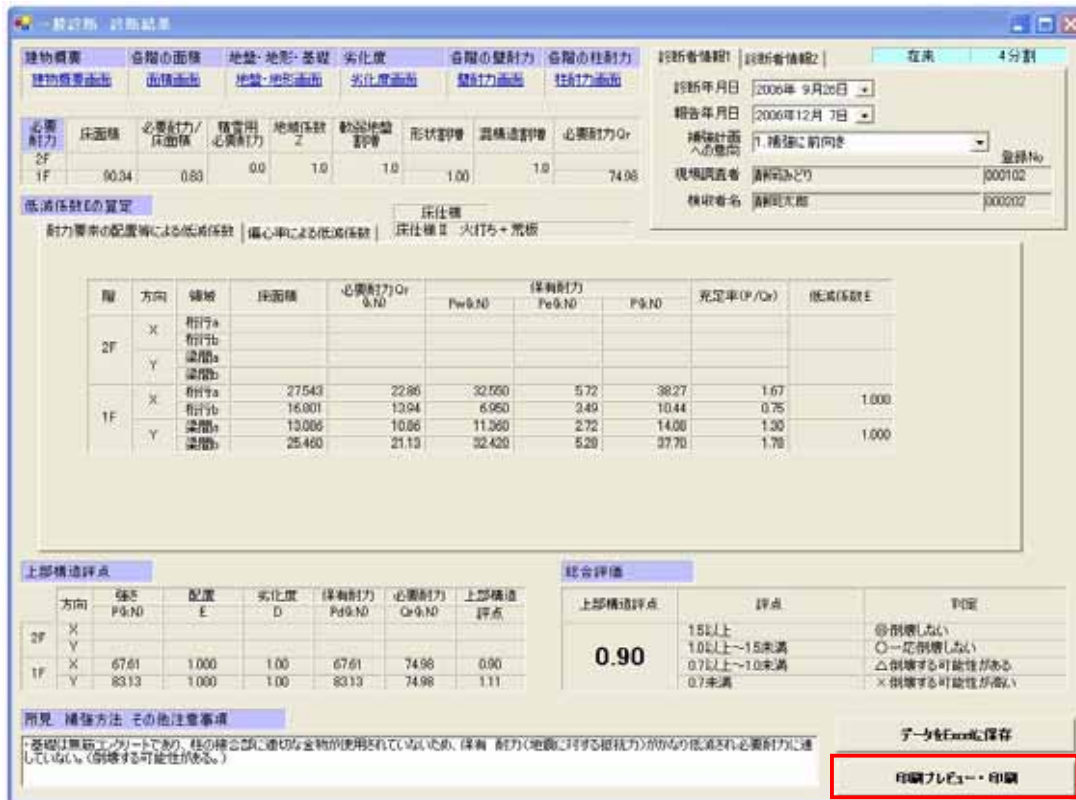 一般診断 診断結果
建物概要 各階の面積 地盤・地形・基礎 劣化度 各階の壁耐力 各階の柱耐力
建物概要画面 面積画面 地盤・地形画面 劣化度画面 壁耐力画面 柱耐力画面
診断者情報1 診断者情報2 在来 4分割
診断年月日 2006年 9月26日
報告年月日 2006年12月 7日
補強計画への意向 1.補強に前向き
登録No
現場調査者 静岡みどり 000102
検収者名 静岡太郎 000202
必要耐力 床面積 必要耐力/床面積 積雪用必要耐力 地域係数Z 軟弱地盤割増 形状割増 混構造割増 必要耐力Qr
2F
1F 90.34 0.83 0.0 1.0 1.0 1.00 1.0 74.98
低減係数Eの算定
床仕様
耐力要素の配置等による低減係数 偏心率による低減係数 床仕様Ⅱ 火打ち+荒板
階 方向 領域 床面積 必要耐力Qr(kN) 保有耐力 充足率(P/Qr) 低減係数E
Pw(kN) Pe(kN) P(kN)
2F X 桁行a
桁行b
Y 梁間a
梁間b
1F X 桁行a 27.543 22.86 32.550 5.72 38.27 1.67 1.000
桁行b 16.801 13.94 6.950 3.49 10.44 0.75
Y 梁間a 13.086 10.86 11.360 2.72 14.08 1.30 1.000
梁間b 25.460 21.13 32.420 5.28 37.70 1.78
上部構造評点
方向 強さP(kN) 配置E 劣化度D 保有耐力Pd(kN) 必要耐力Qr(kN) 上部構造評点
2F X
Y
1F X 67.61 1.000 1.00 67.61 74.98 0.90
Y 83.13 1.000 1.00 83.13 74.98 1.11
総合評価
上部構造評点 評点 判定
0.90
1.5以上 ◎倒壊しない
1.0以上~1.5未満 ○一応倒壊しない
0.7以上~1.0未満 △倒壊する可能性がある
0.7未満 ×倒壊する可能性が高い
所見 補強方法 その他注意事項
・基礎は無筋コンクリートであり、柱の接合部に適切な金物が使用されていないため、保有 耐力(地震に対する抵抗力)がかなり低減され必要耐力に達
していない。(倒壊する可能性がある。)
データをExcelに保存
印刷プレビュー・印刷